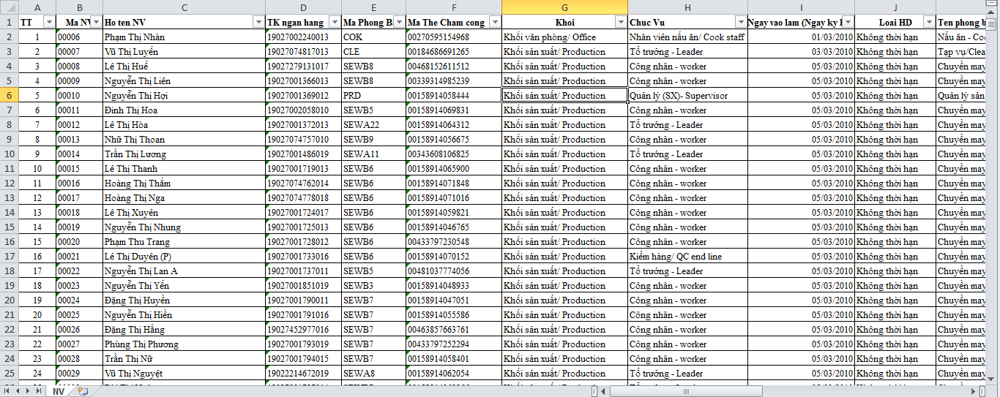 A B C D E F G H I J
1 TT Ma NV Ho ten NV TK ngan hang Ma Phong B Ma The Cham cong Khoi Chuc Vu Ngay vao lam (Ngay ky Loai HD Ten phong b
2 1 00006 Phạm Thị Nhàn 19027002240013 COK 00270595154968 Khối văn phòng/ Office Nhân viên nấu ăn/ Cook staff 01/03/2010 Không thời hạn Nấu ăn - Coo
3 2 00007 Vũ Thị Luyến 19027074817013 CLE 00184686691265 Khối sản xuất/ Production Tổ trưởng - Leader 03/03/2010 Không thời hạn Tạp vụ/Clea
4 3 00008 Lê Thị Huế 19027279131017 SEWB8 00468152611512 Khối sản xuất/ Production Công nhân - worker 05/03/2010 Không thời hạn Chuyền may
5 4 00009 Nguyễn Thị Liên 19027001366013 SEWB8 00339314985239 Khối sản xuất/ Production Công nhân - worker 05/03/2010 Không thời hạn Chuyền may
6 5 00010 Nguyễn Thị Hợi 19027001369012 PRD 00158914058444 Khối sản xuất/ Production Quản lý (SX)- Supervisor 05/03/2010 Không thời hạn Quản lý sản
7 6 00011 Đinh Thị Hoa 19027002058010 SEWB5 00158914069831 Khối sản xuất/ Production Công nhân - worker 05/03/2010 Không thời hạn Chuyền may
8 7 00012 Lê Thị Hòa 19027001372013 SEWA22 00158914064312 Khối sản xuất/ Production Tổ trưởng - Leader 05/03/2010 Không thời hạn Chuyền may
9 8 00013 Nhữ Thị Thoan 19027074757010 SEWB9 00158914056675 Khối sản xuất/ Production Công nhân - worker 05/03/2010 Không thời hạn Chuyền may
10 9 00014 Trần Thị Lương 19027001486019 SEWA11 00343608106825 Khối sản xuất/ Production Tổ trưởng - Leader 05/03/2010 Không thời hạn Chuyền may
11 10 00015 Lê Thị Thanh 19027001719013 SEWB6 00158914065900 Khối sản xuất/ Production Công nhân - worker 05/03/2010 Không thời hạn Chuyền may
12 11 00016 Hoàng Thị Thắm 19027074762014 SEWB6 00158914071848 Khối sản xuất/ Production Công nhân - worker 05/03/2010 Không thời hạn Chuyền may
13 12 00017 Hoàng Thị Nga 19027074778018 SEWB6 00158914071016 Khối sản xuất/ Production Công nhân - worker 05/03/2010 Không thời hạn Chuyền may
14 13 00018 Lê Thị Xuyên 19027001724017 SEWB6 00158914059821 Khối sản xuất/ Production Công nhân - worker 05/03/2010 Không thời hạn Chuyền may
15 14 00019 Nguyễn Thị Nhung 19027001725013 SEWB6 00158914046765 Khối sản xuất/ Production Công nhân - worker 05/03/2010 Không thời hạn Chuyền may
16 15 00020 Phạm Thu Trang 19027001728012 SEWB6 00433797230548 Khối sản xuất/ Production Công nhân - worker 05/03/2010 Không thời hạn Chuyền may
17 16 00021 Lê Thị Duyên (P) 19027001733016 SEWB6 00158914070152 Khối sản xuất/ Production Kiểm hàng/ QC end line 05/03/2010 Không thời hạn Chuyền may
18 17 00022 Nguyễn Thị Lan A 19027001737011 SEWB5 00481037774056 Khối sản xuất/ Production Tổ trưởng - Leader 05/03/2010 Không thời hạn Chuyền may
19 18 00023 Nguyễn Thị Yến 19027001851019 SEWB3 00158914048933 Khối sản xuất/ Production Công nhân - worker 05/03/2010 Không thời hạn Chuyền may
20 19 00024 Đặng Thị Huyền 19027001790011 SEWB7 00158914047051 Khối sản xuất/ Production Công nhân - worker 05/03/2010 Không thời hạn Chuyền may
21 20 00025 Nguyễn Thị Hiền 19027001791016 SEWB7 00158914055586 Khối sản xuất/ Production Công nhân - worker 05/03/2010 Không thời hạn Chuyền may
22 21 00026 Đặng Thị Hằng 19027452977016 SEWB7 00463857663761 Khối sản xuất/ Production Công nhân - worker 05/03/2010 Không thời hạn Chuyền may
23 22 00027 Phùng Thị Phương 19027001793019 SEWB7 00433797252294 Khối sản xuất/ Production Công nhân - worker 05/03/2010 Không thời hạn Chuyền may
24 23 00028 Trần Thị Nữ 19027001794015 SEWB7 00158914058401 Khối sản xuất/ Production Công nhân - worker 05/03/2010 Không thời hạn Chuyền may
25 24 00029 Vũ Thị Nguyệt 19022214672019 SEWA8 00158914062054 Khối sản xuất/ Production Tổ trưởng - Leader 05/03/2010 Không thời hạn Chuyền may
NV